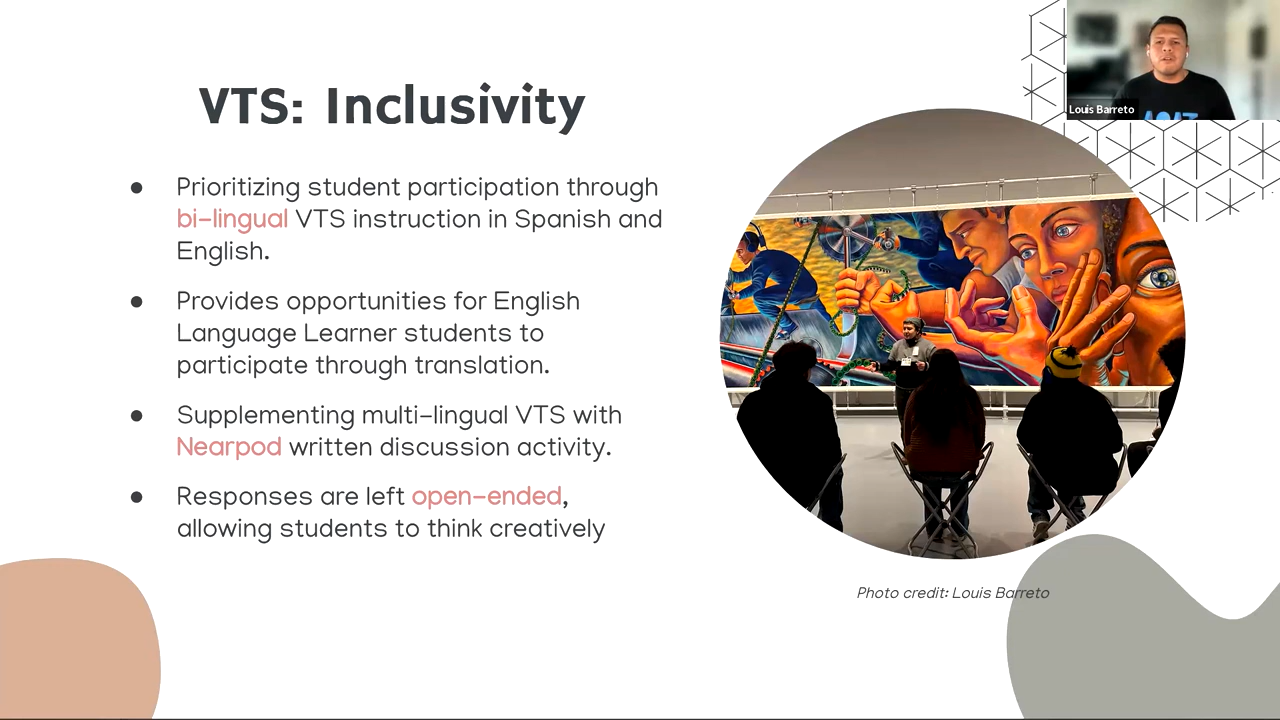 Louis Barreto
VTS: Inclusivity
● Prioritizing student participation through
bi-lingual VTS instruction in Spanish and
English.
● Provides opportunities for English
Language Learner students to
participate through translation.
● Supplementing multi-lingual VTS with
Nearpod written discussion activity.
● Responses are left open-ended,
allowing students to think creatively
Photo credit: Louis Barreto